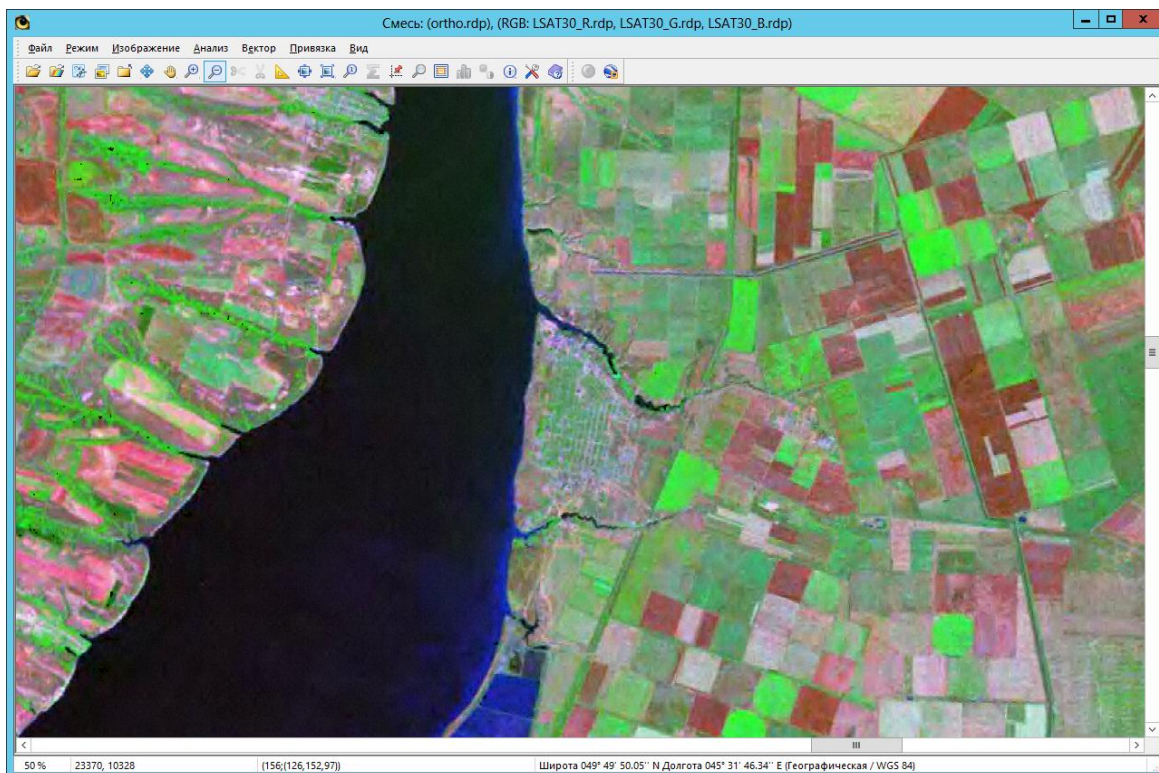 Смесь: (ortho.rdp), (RGB: LSAT30_R.rdp, LSAT30_G.rdp, LSAT30_B.rdp)
Файл Режим Изображение Анализ Вектор Привязка Вид
50 % 23370, 10328 (156;(126,152,97)) Широта 049° 49' 50.05'' N Долгота 045° 31' 46.34'' E (Географическая / WGS 84)